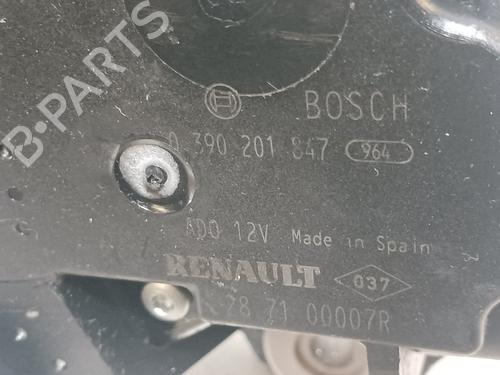 B-PARTS
BOSCH
0 390 201 847 964
ADO 12V Made in Spain
RENAULT 037
28 71 00007R